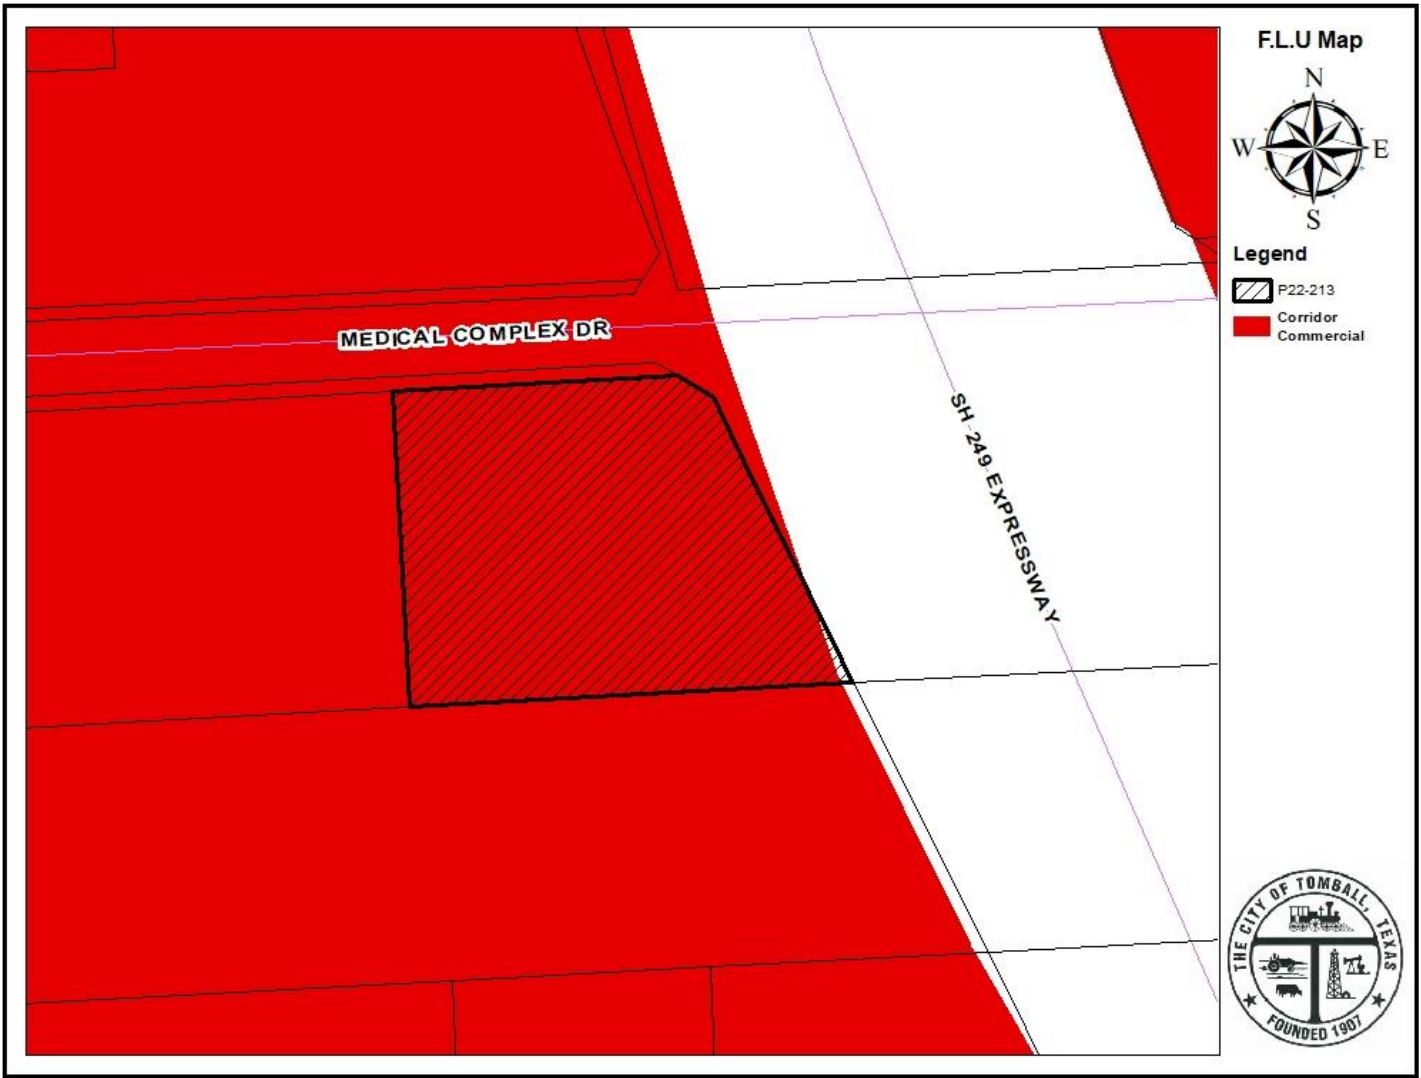 F.L.U Map
N
W E
S
Legend
P22-213
Corridor
Commercial
MEDICAL COMPLEX DR
SH 249 EXPRESSWAY
THE CITY OF TOMBALL, TEXAS
FOUNDED 1907